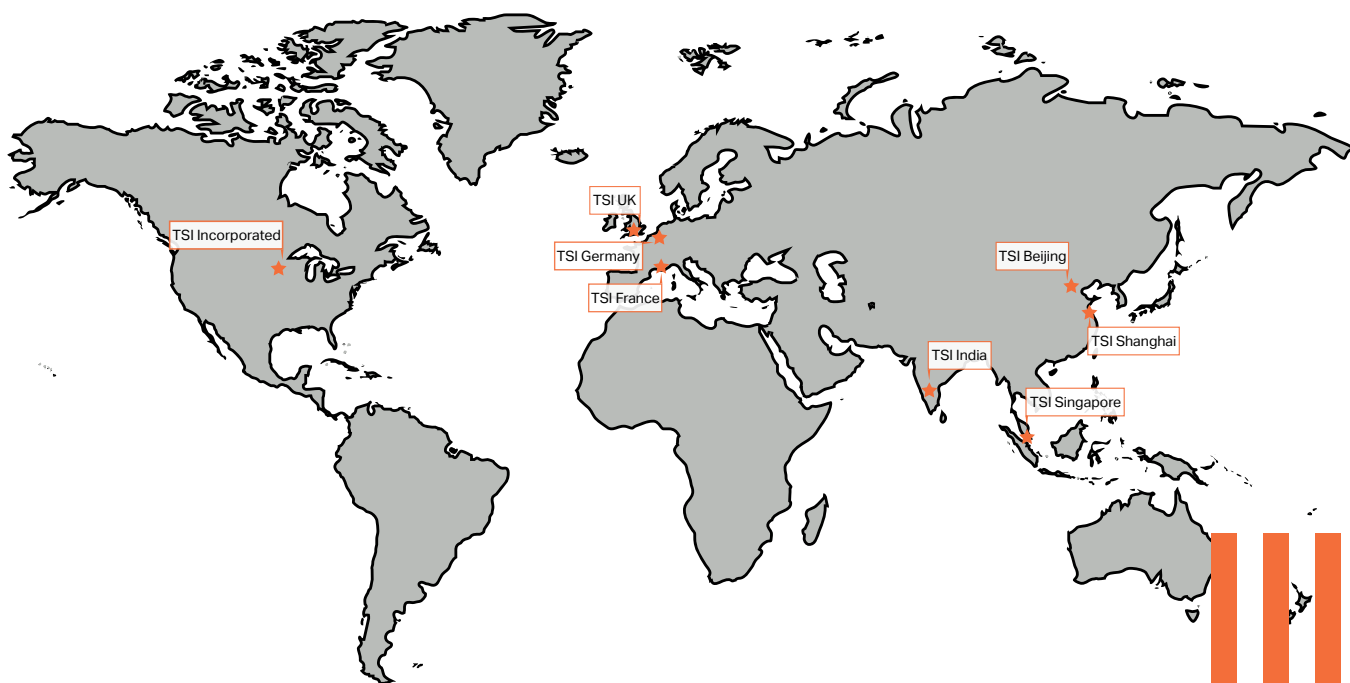 TSI UK
TSI Incorporated
TSI Germany
TSI Beijing
TSI France
TSI Shanghai
TSI India
TSI Singapore